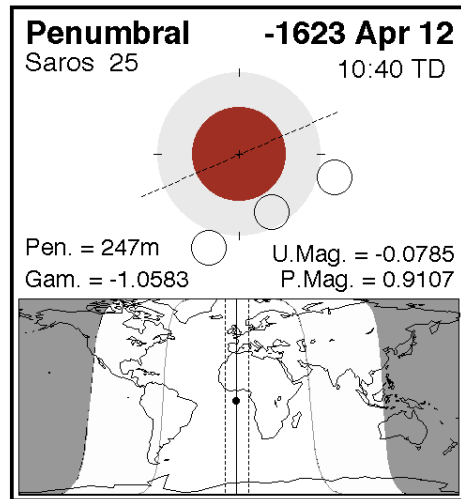 Penumbral -1623 Apr 12
Saros 25 10:40 TD
Pen. = 247m U.Mag. = -0.0785
Gam. = -1.0583 P.Mag. = 0.9107